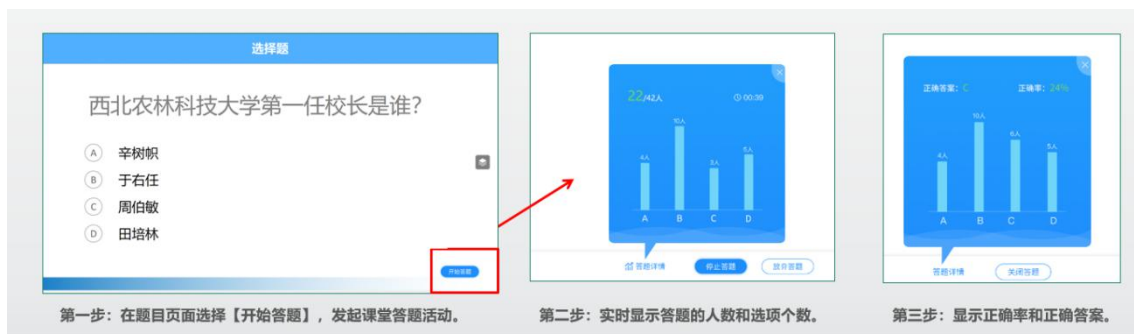 选择题
西北农林科技大学第一任校长是谁？
A 辛树帜
B 于右任
C 周伯敏
D 田培林
开始答题
第一步：在题目页面选择【开始答题】，发起课堂答题活动。
22/42人 00:39
4人 10人 3人 5人
A B C D
答题详情 停止答题 放弃答题
第二步：实时显示答题的人数和选项个数。
正确答案：C 正确率：24%
4人 10人 6人 5人
A B C D
答题详情 关闭答题
第三步：显示正确率和正确答案。